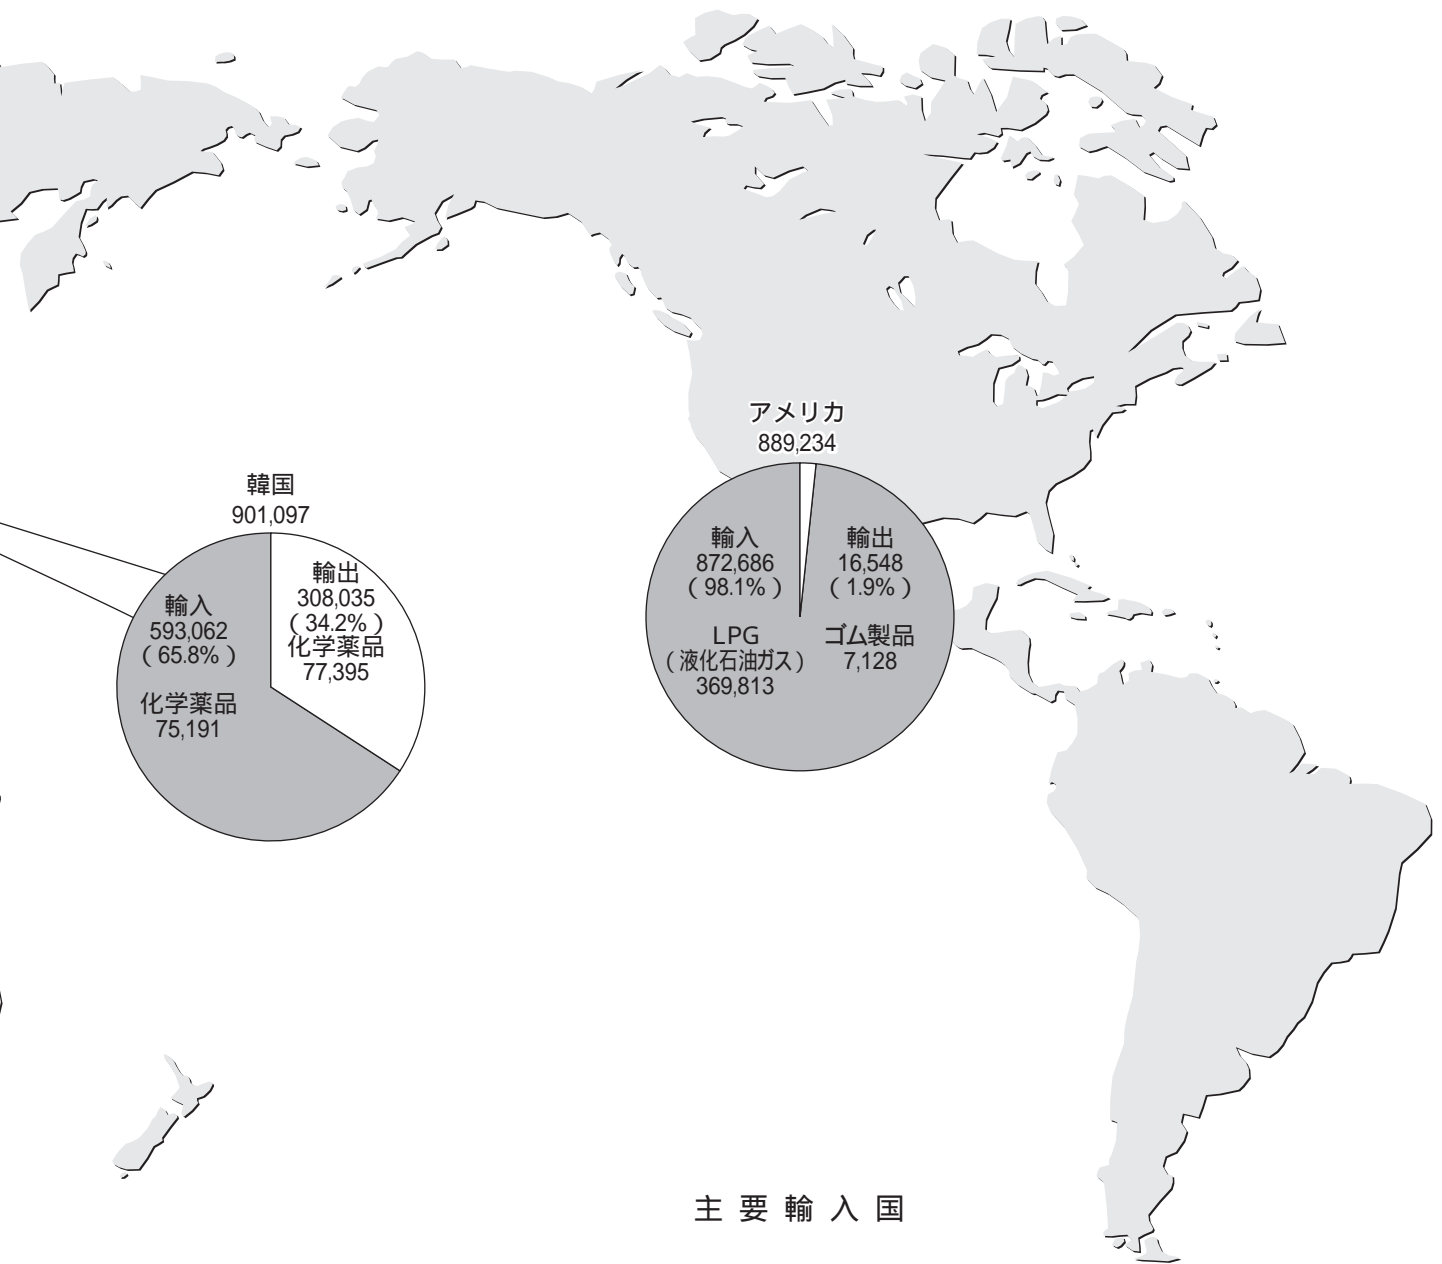 アメリカ
889,234
輸入
872,686
(98.1%)
LPG
(液化石油ガス)
369,813
輸出
16,548
(1.9%)
ゴム製品
7,128
韓国
901,097
輸入
593,062
(65.8%)
化学薬品
75,191
輸出
308,035
(34.2%)
化学薬品
77,395
主要輸入国